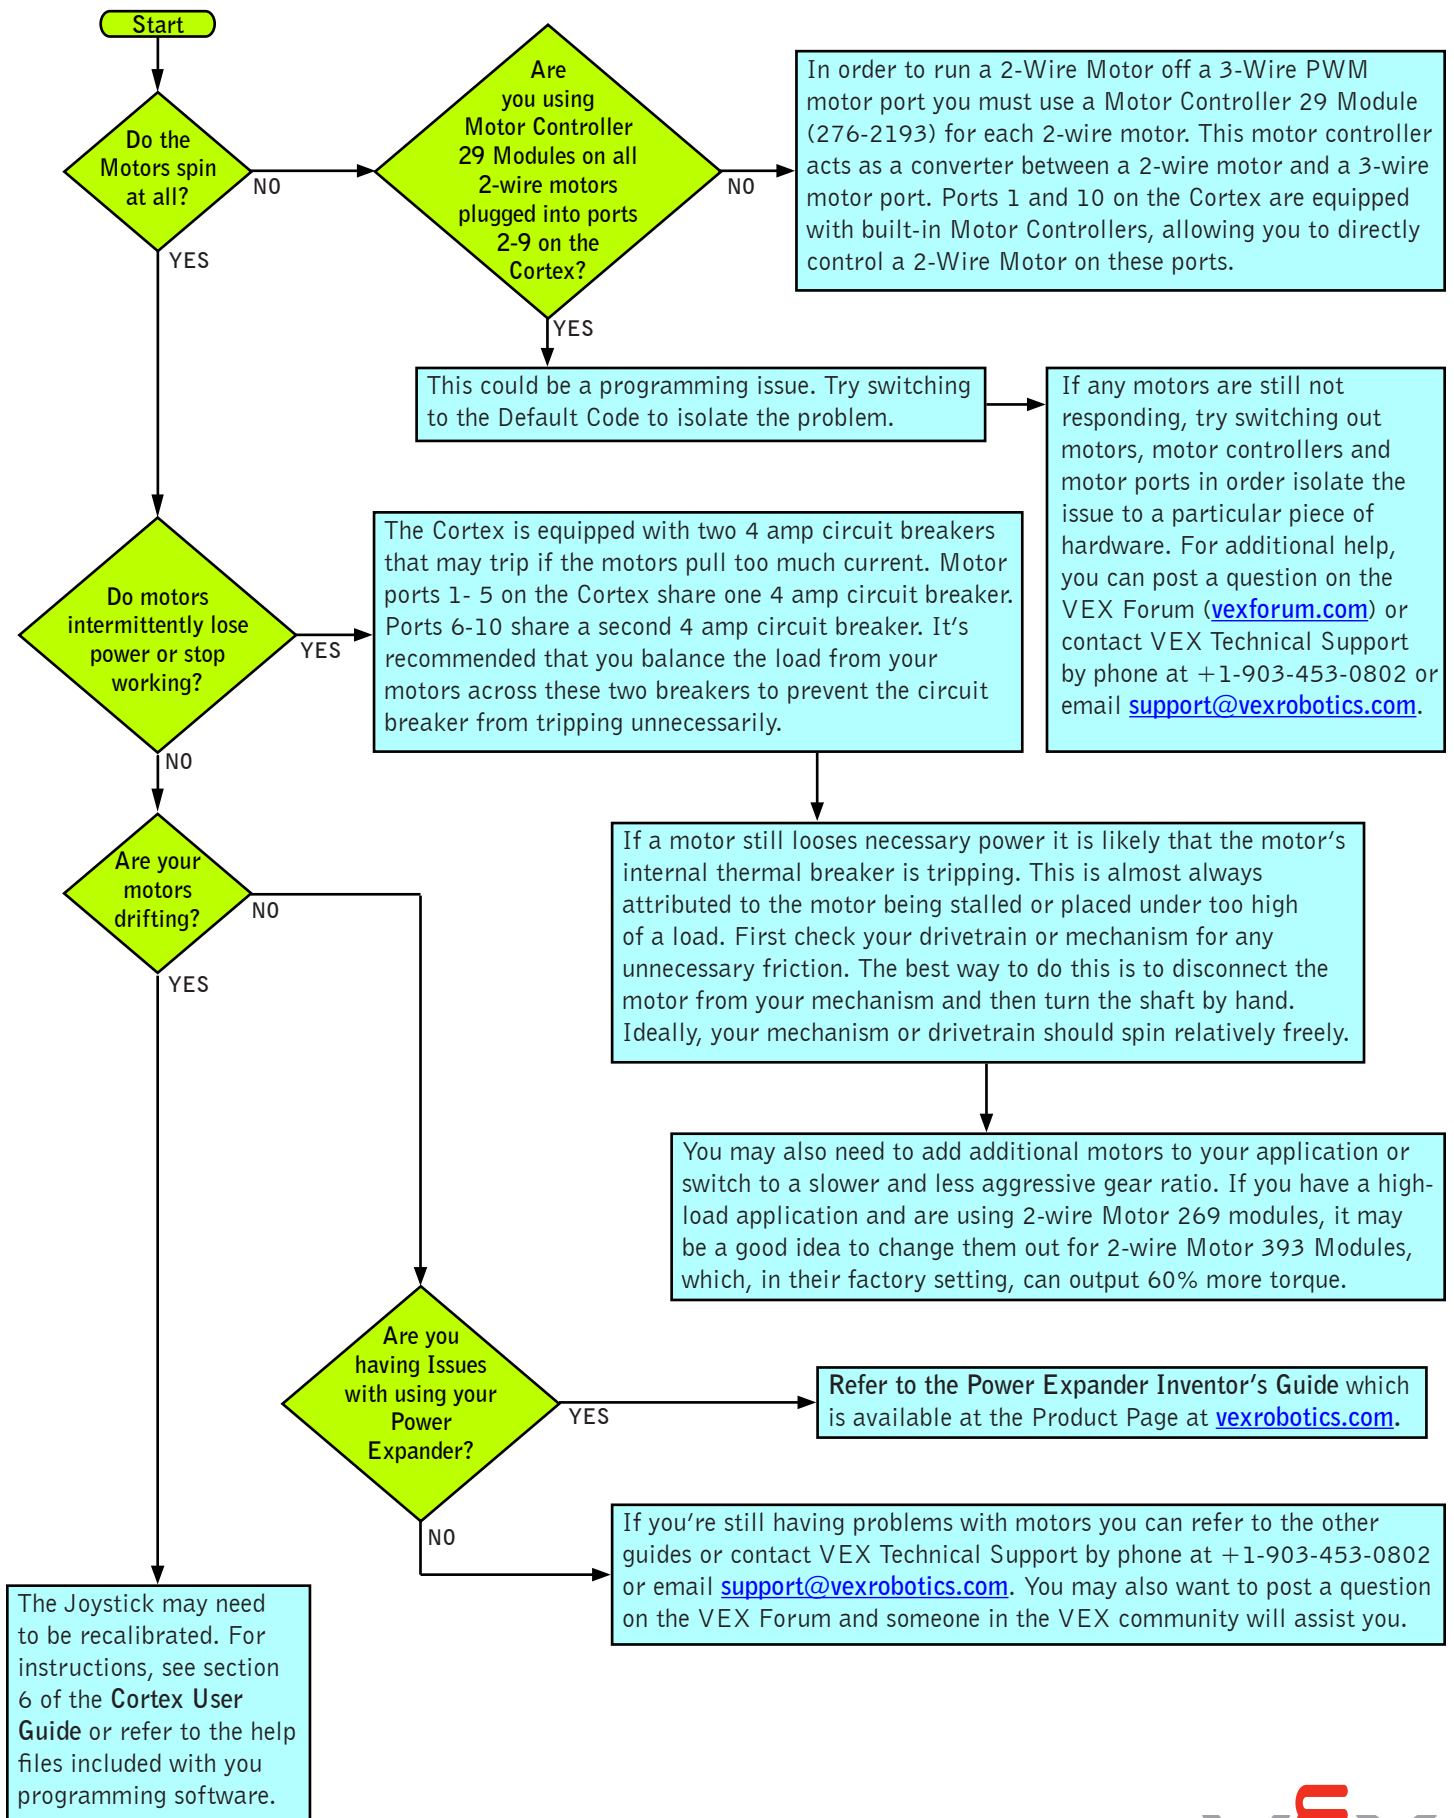 Start
Do the
Motors spin
at all?
NO
YES
Are
you using
Motor Controller
29 Modules on all
2-wire motors
plugged into ports
2-9 on the
Cortex?
NO
YES
In order to run a 2-Wire Motor off a 3-Wire PWM
motor port you must use a Motor Controller 29 Module
(276-2193) for each 2-wire motor. This motor controller
acts as a converter between a 2-wire motor and a 3-wire
motor port. Ports 1 and 10 on the Cortex are equipped
with built-in Motor Controllers, allowing you to directly
control a 2-Wire Motor on these ports.
This could be a programming issue. Try switching
to the Default Code to isolate the problem.
If any motors are still not
responding, try switching out
motors, motor controllers and
motor ports in order isolate the
issue to a particular piece of
hardware. For additional help,
you can post a question on the
VEX Forum (vexforum.com) or
contact VEX Technical Support
by phone at +1-903-453-0802 or
email support@vexrobotics.com.
Do motors
intermittently lose
power or stop
working?
YES
NO
The Cortex is equipped with two 4 amp circuit breakers
that may trip if the motors pull too much current. Motor
ports 1- 5 on the Cortex share one 4 amp circuit breaker.
Ports 6-10 share a second 4 amp circuit breaker. It's
recommended that you balance the load from your
motors across these two breakers to prevent the circuit
breaker from tripping unnecessarily.
If a motor still looses necessary power it is likely that the motor's
internal thermal breaker is tripping. This is almost always
attributed to the motor being stalled or placed under too high
of a load. First check your drivetrain or mechanism for any
unnecessary friction. The best way to do this is to disconnect the
motor from your mechanism and then turn the shaft by hand.
Ideally, your mechanism or drivetrain should spin relatively freely.
You may also need to add additional motors to your application or
switch to a slower and less aggressive gear ratio. If you have a high-
load application and are using 2-wire Motor 269 modules, it may
be a good idea to change them out for 2-wire Motor 393 Modules,
which, in their factory setting, can output 60% more torque.
Are your
motors
drifting?
NO
YES
Are you
having Issues
with using your
Power
Expander?
YES
NO
Refer to the Power Expander Inventor's Guide which
is available at the Product Page at vexrobotics.com.
If you're still having problems with motors you can refer to the other
guides or contact VEX Technical Support by phone at +1-903-453-0802
or email support@vexrobotics.com. You may also want to post a question
on the VEX Forum and someone in the VEX community will assist you.
The Joystick may need
to be recalibrated. For
instructions, see section
6 of the Cortex User
Guide or refer to the help
files included with you
programming software.